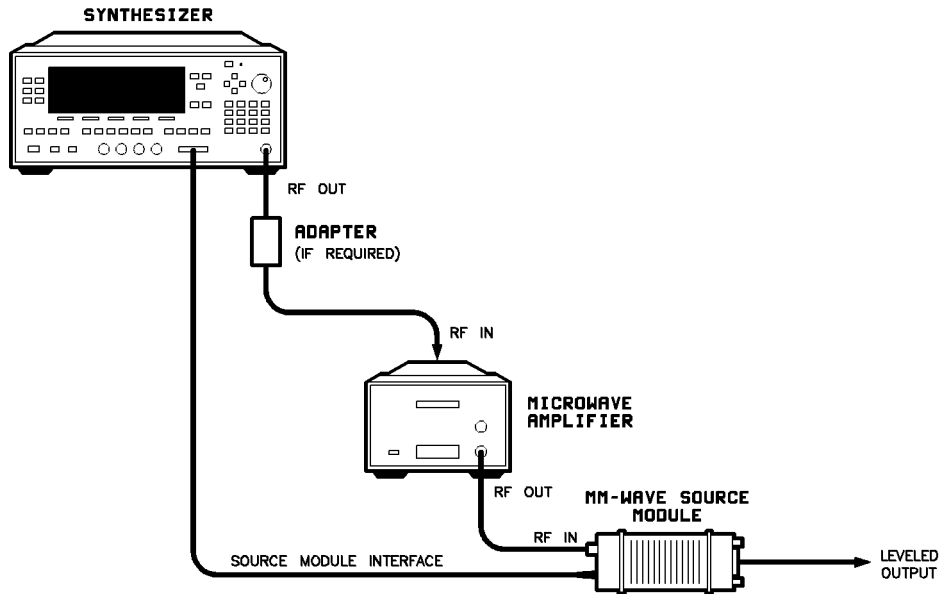 SYNTHESIZER
RF OUT
ADAPTER
(IF REQUIRED)
RF IN
MICROWAVE
AMPLIFIER
RF OUT
MM-WAVE SOURCE
MODULE
RF IN
SOURCE MODULE INTERFACE
LEVELED
OUTPUT